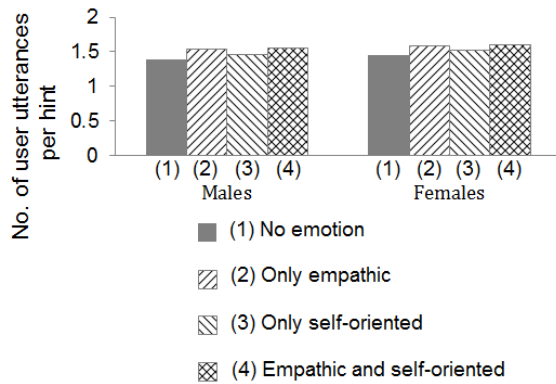 No. of user utterances
per hint
2
1.5
1
0.5
0
(1) (2) (3) (4) (1) (2) (3) (4)
Males Females
(1) No emotion
(2) Only empathic
(3) Only self-oriented
(4) Empathic and self-oriented